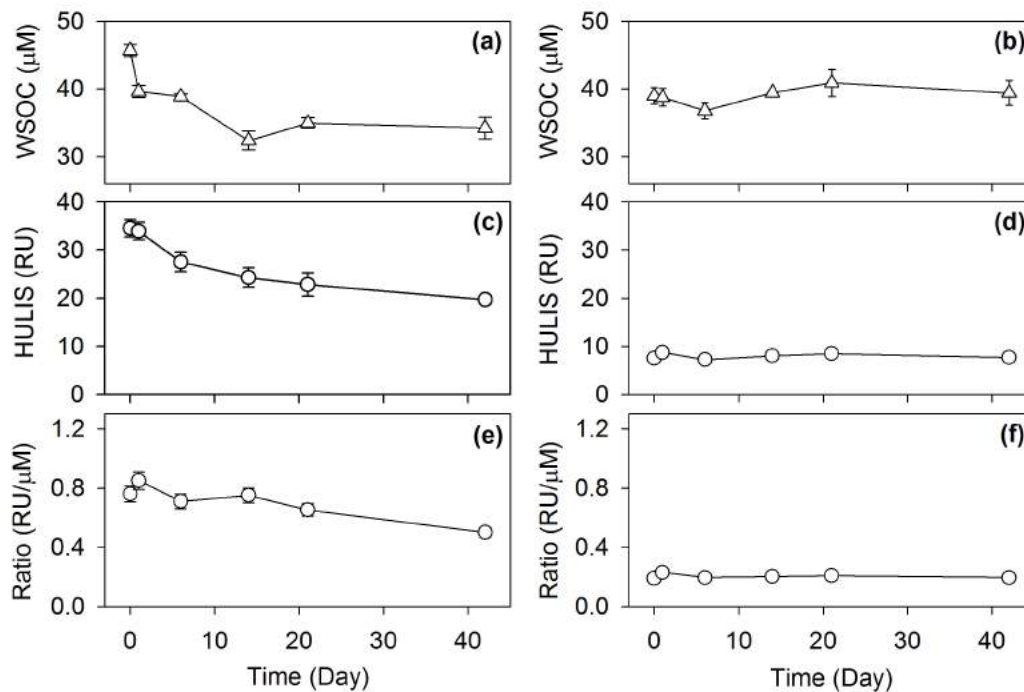 WSOC (μM)
50
40
30
(a)
WSOC (μM)
50
40
30
(b)
HULIS (RU)
40
30
20
10
0
(c)
HULIS (RU)
40
30
20
10
0
(d)
Ratio (RU/μM)
1.2
0.8
0.4
0.0
(e)
0 10 20 30 40
Time (Day)
Ratio (RU/μM)
1.2
0.8
0.4
0.0
(f)
0 10 20 30 40
Time (Day)